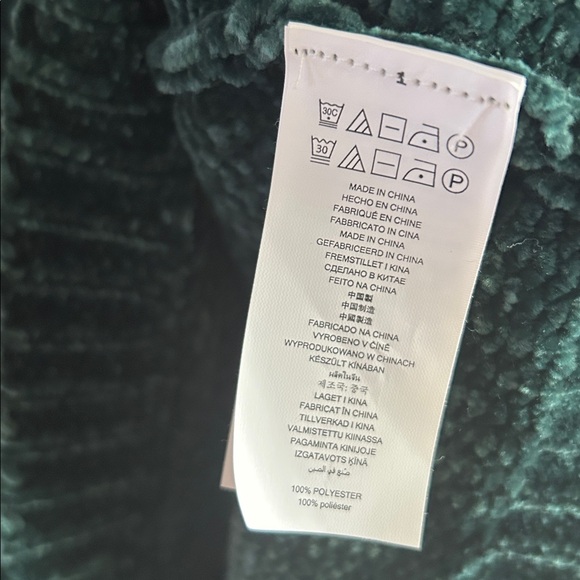 30C P
30 P
MADE IN CHINA
HECHO EN CHINA
FABRIQUÉ EN CHINE
FABBRICATO IN CINA
MADE IN CHINA
GEFABRICEERD IN CHINA
FREMSTILLET I KINA
СДЕЛАНО В КИТАЕ
FEITO NA CHINA
中国製
中国制造
中國製造
FABRICADO NA CHINA
VYROBENO V ČÍNĚ
WYPRODUKOWANO W CHINACH
KÉSZÜLT KÍNÁBAN
ผลิตในจีน
제조국: 중국
LAGET I KINA
FABRICAT ÎN CHINA
TILLVERKAD I KINA
VALMISTETTU KIINASSA
PAGAMINTA KINIJOJE
IZGATAVOTS ĶĪNĀ
صنع في الصين
100% POLYESTER
100% poliéster